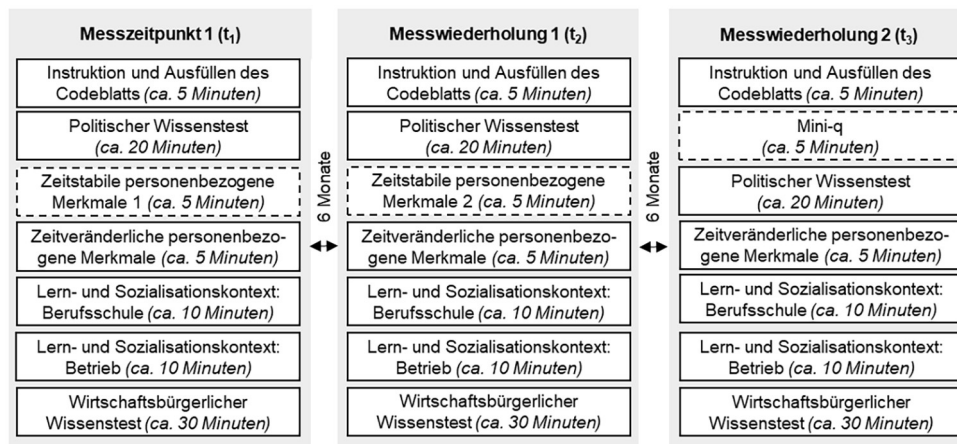 Messzeitpunkt 1 (t₁)
Instruktion und Ausfüllen des
Codeblatts (ca. 5 Minuten)
Politischer Wissenstest
(ca. 20 Minuten)
Zeitstabile personenbezogene
Merkmale 1 (ca. 5 Minuten)
Zeitveränderliche personenbezo-
gene Merkmale (ca. 5 Minuten)
Lern- und Sozialisationskontext:
Berufsschule (ca. 10 Minuten)
Lern- und Sozialisationskontext:
Betrieb (ca. 10 Minuten)
Wirtschaftsbürgerlicher
Wissenstest (ca. 30 Minuten)
6 Monate
Messwiederholung 1 (t₂)
Instruktion und Ausfüllen des
Codeblatts (ca. 5 Minuten)
Politischer Wissenstest
(ca. 20 Minuten)
Zeitstabile personenbezogene
Merkmale 2 (ca. 5 Minuten)
Zeitveränderliche personenbezo-
gene Merkmale (ca. 5 Minuten)
Lern- und Sozialisationskontext:
Berufsschule (ca. 10 Minuten)
Lern- und Sozialisationskontext:
Betrieb (ca. 10 Minuten)
Wirtschaftsbürgerlicher
Wissenstest (ca. 30 Minuten)
6 Monate
Messwiederholung 2 (t₃)
Instruktion und Ausfüllen des
Codeblatts (ca. 5 Minuten)
Mini-q
(ca. 5 Minuten)
Politischer Wissenstest
(ca. 20 Minuten)
Zeitveränderliche personenbezo-
gene Merkmale (ca. 5 Minuten)
Lern- und Sozialisationskontext:
Berufsschule (ca. 10 Minuten)
Lern- und Sozialisationskontext:
Betrieb (ca. 10 Minuten)
Wirtschaftsbürgerlicher
Wissenstest (ca. 30 Minuten)